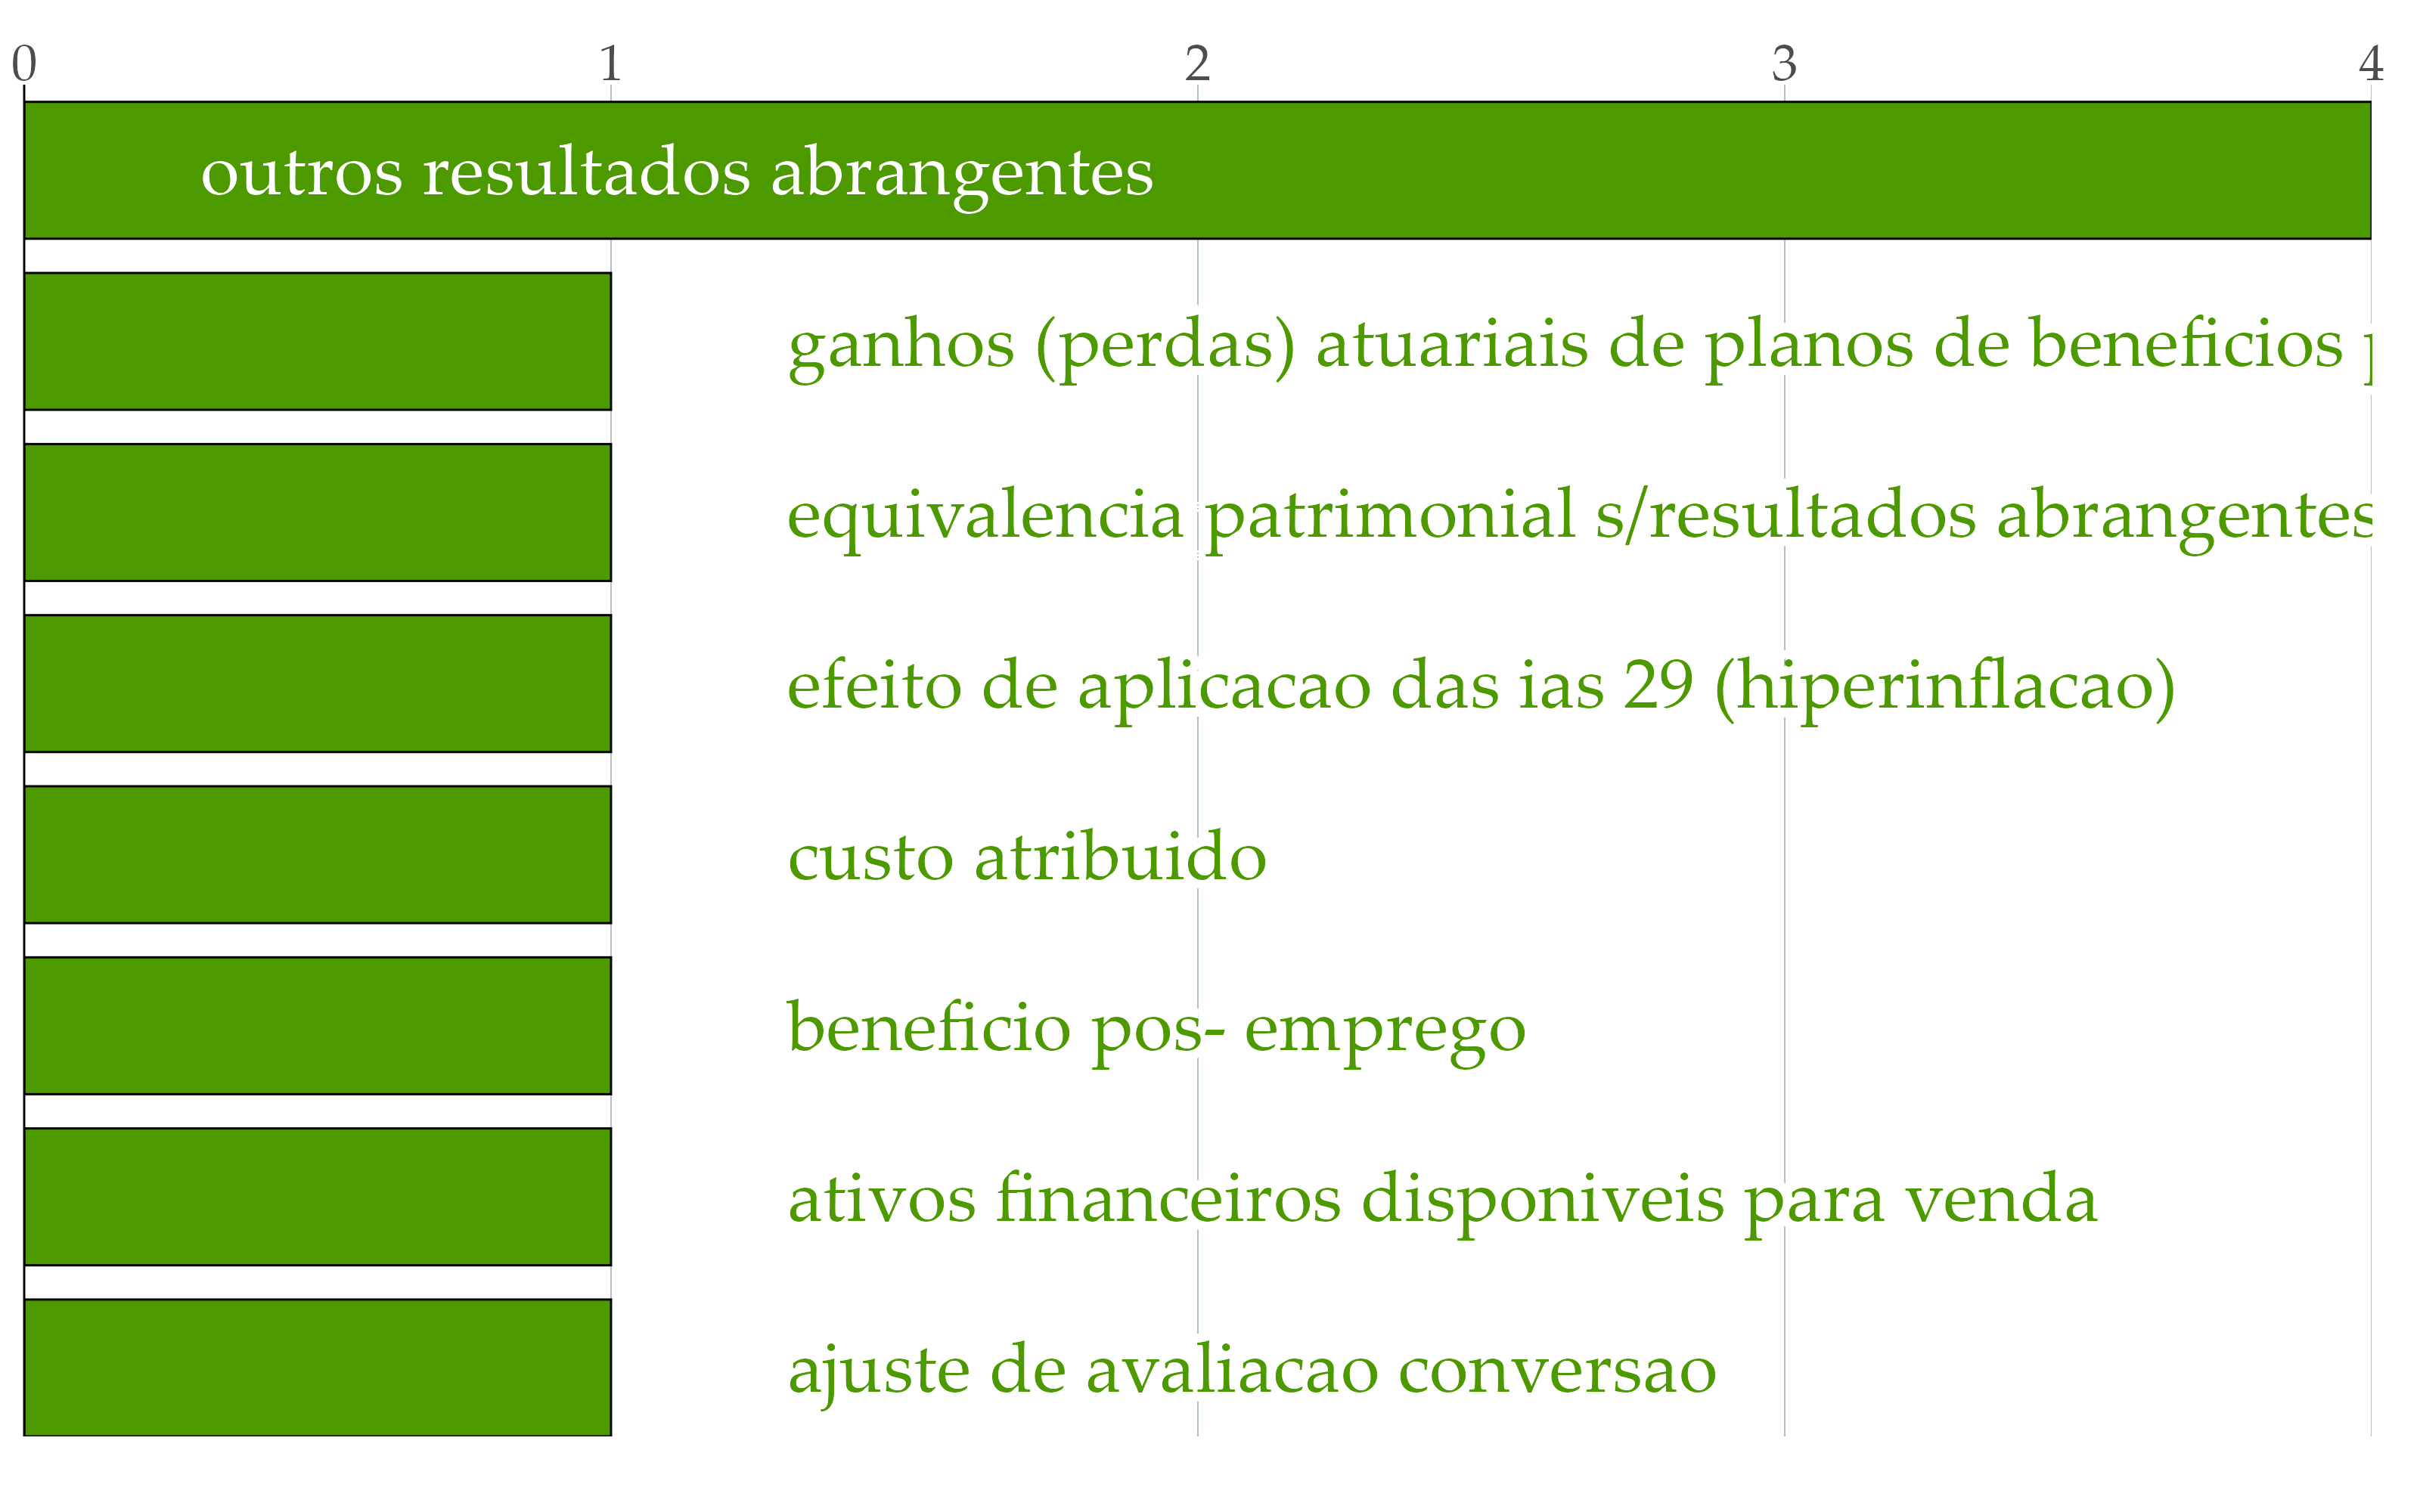 0 1 2 3 4
outros resultados abrangentes
ganhos (perdas) atuariais de planos de beneficios
equivalencia patrimonial s/resultados abrangentes
efeito de aplicacao das ias 29 (hiperinflacao)
custo atribuido
beneficio pos- emprego
ativos financeiros disponiveis para venda
ajuste de avaliacao conversao